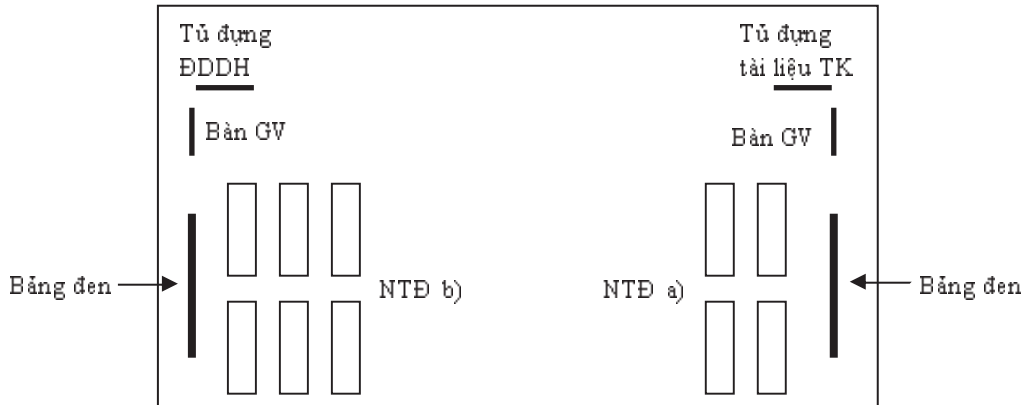 Tủ đựng
ĐDDH
Tủ đựng
tài liệu TK
Bàn GV
Bàn GV
Bảng đen
NTĐ b)
NTĐ a)
Bảng đen